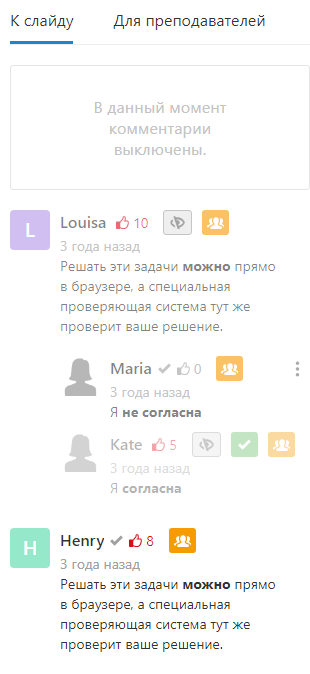 К слайду Для преподавателей
В данный момент
комментарии
выключены.
L Louisa 10
3 года назад
Решать эти задачи можно прямо
в браузере, а специальная
проверяющая система тут же
проверит ваше решение.
Maria 0
3 года назад
Я не согласна
Kate 5
3 года назад
Я согласна
H Henry 8
3 года назад
Решать эти задачи можно прямо
в браузере, а специальная
проверяющая система тут же
проверит ваше решение.